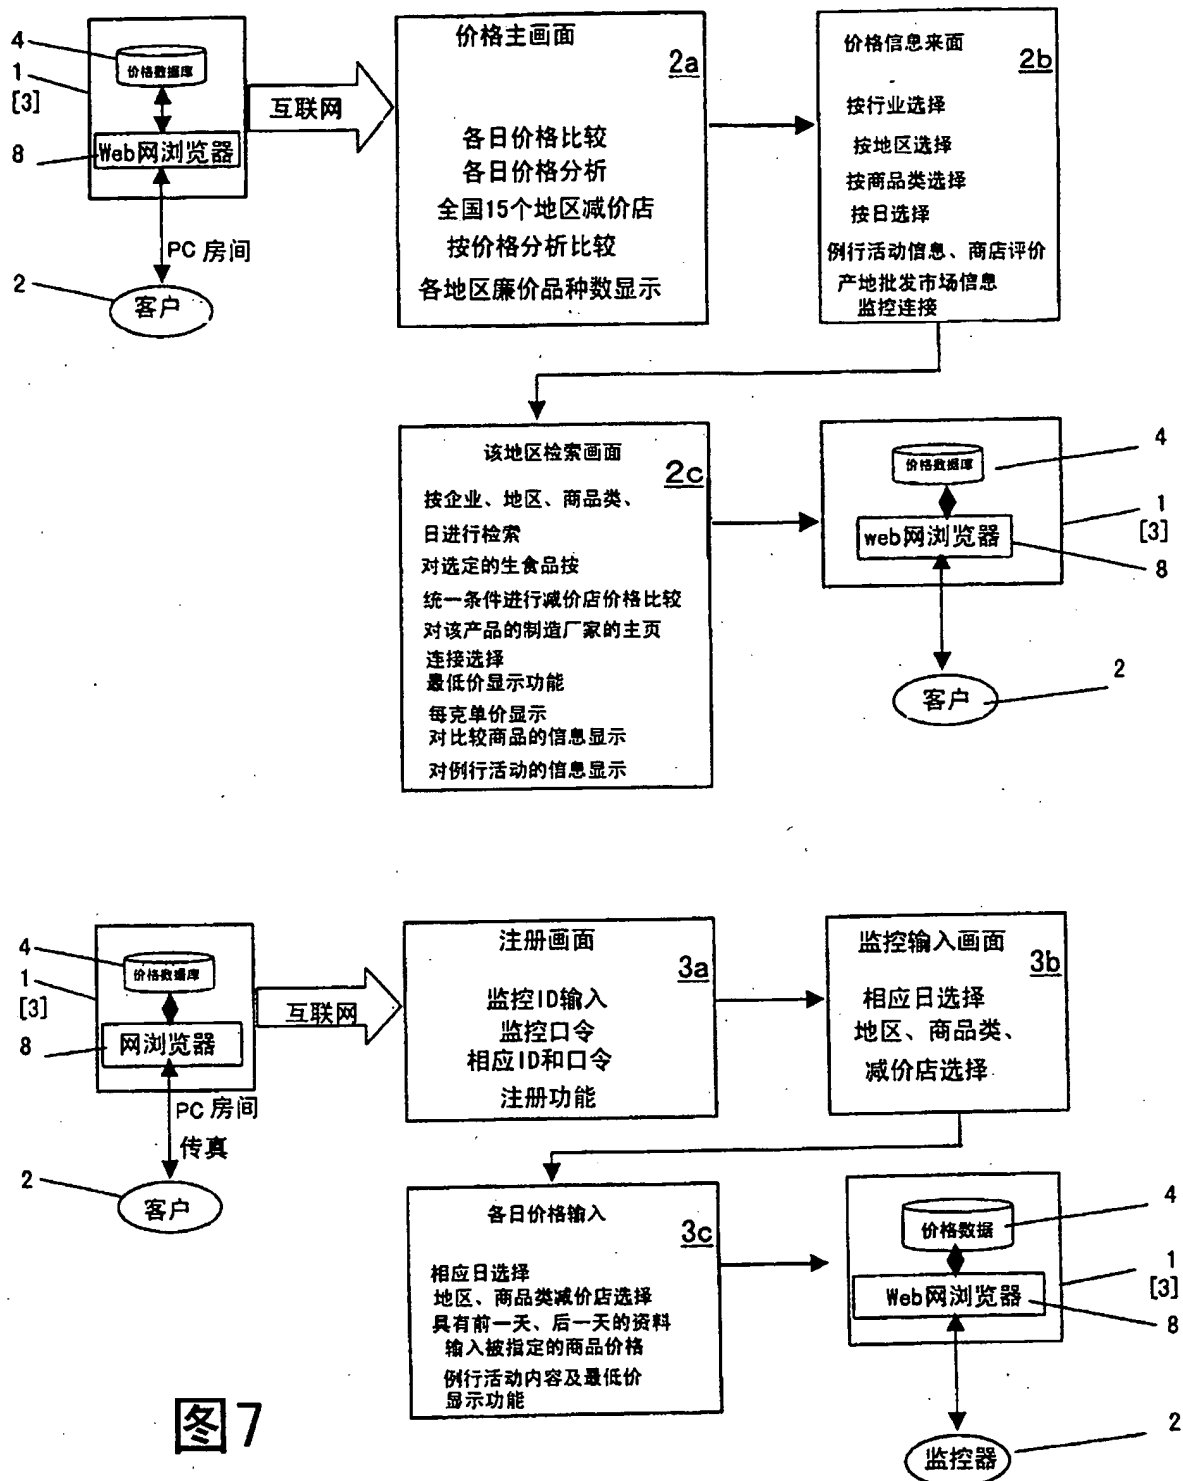 4
1
[3]
8
2
价格数据库
Web网浏览器
PC 房间
客户
互联网
价格主画面
2a
各日价格比较
各日价格分析
全国15个地区减价店
按价格分析比较
各地区廉价品种数显示
价格信息来面
2b
按行业选择
按地区选择
按商品类选择
按日选择
例行活动信息、商店评价
产地批发市场信息
监控连接
该地区检索画面
2c
按企业、地区、商品类、
日进行检索
对选定的生食品按
统一条件进行减价店价格比较
对该产品的制造厂家的主页
连接选择
最低价显示功能
每克单价显示
对比较商品的信息显示
对例行活动的信息显示
价格数据库
web网浏览器
客户
4
1
[3]
8
2
4
1
[3]
8
2
价格数据库
网浏览器
PC 房间
传真
客户
互联网
注册画面
3a
监控ID输入
监控口令
相应ID和口令
注册功能
监控输入画面
3b
相应日选择
地区、商品类、
减价店选择
各日价格输入
3c
相应日选择
地区、商品类减价店选择
具有前一天、后一天的资料
输入被指定的商品价格
例行活动内容及最低价
显示功能
价格数据
Web网浏览器
监控器
4
1
[3]
8
2
图7